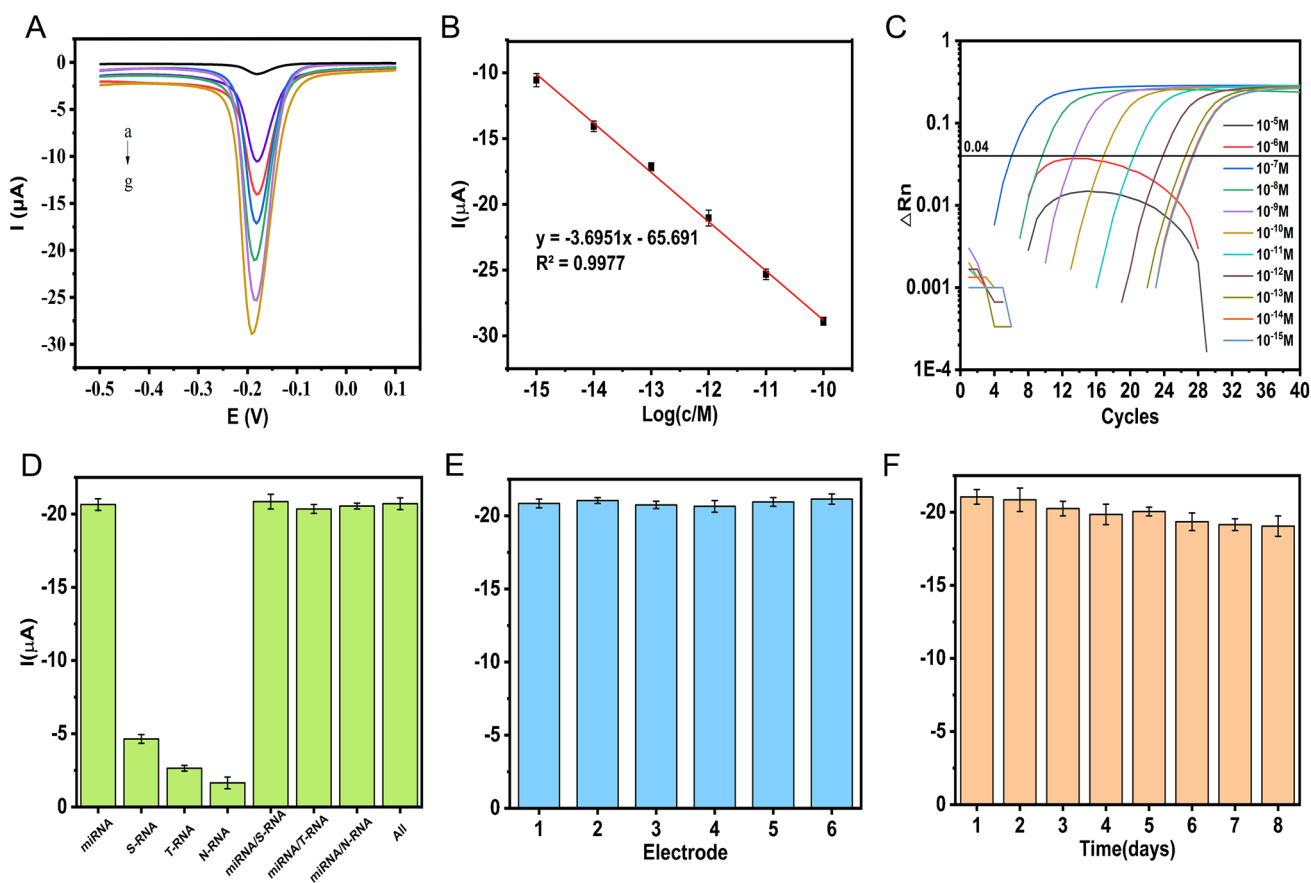 A
I (μA)
0
-5
-10
-15
-20
-25
-30
a
g
-0.5
-0.4
-0.3
-0.2
-0.1
0.0
0.1
E (V)
B
I(μA)
-10
-15
-20
-25
-30
y = -3.6951x - 65.691
R² = 0.9977
-15
-14
-13
-12
-11
-10
Log(c/M)
C
△Rn
1
0.1
0.01
0.001
1E-4
0.04
10⁻⁵M
10⁻⁶M
10⁻⁷M
10⁻⁸M
10⁻⁹M
10⁻¹⁰M
10⁻¹¹M
10⁻¹²M
10⁻¹³M
10⁻¹⁴M
10⁻¹⁵M
0
4
8
12
16
20
24
28
32
36
40
Cycles
D
I(μA)
-20
-15
-10
-5
0
miRNA
S-RNA
T-RNA
N-RNA
miRNA/S-RNA
miRNA/T-RNA
miRNA/N-RNA
All
E
-20
-15
-10
-5
0
1
2
3
4
5
6
Electrode
F
-20
-15
-10
-5
0
1
2
3
4
5
6
7
8
Time(days)